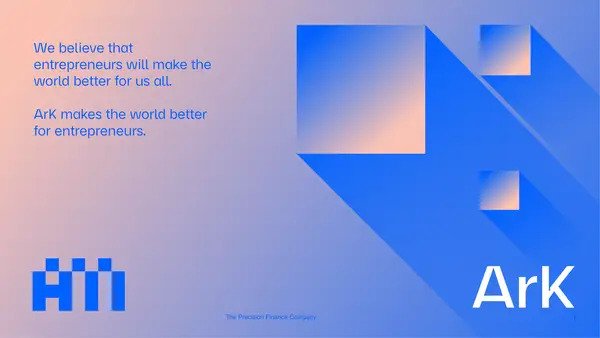 We believe that
entrepreneurs will make the
world better for us all.
ArK makes the world better
for entrepreneurs.
ArK
The Precision Finance Company